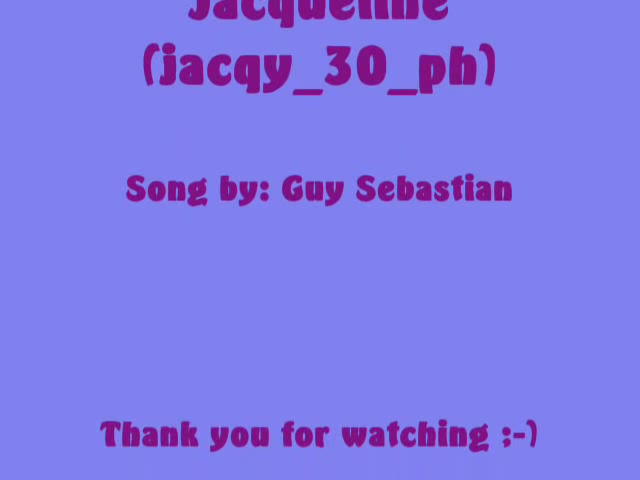 Jacqueline
(jacqy_30_ph)
Song by: Guy Sebastian
Thank you for watching ;-)